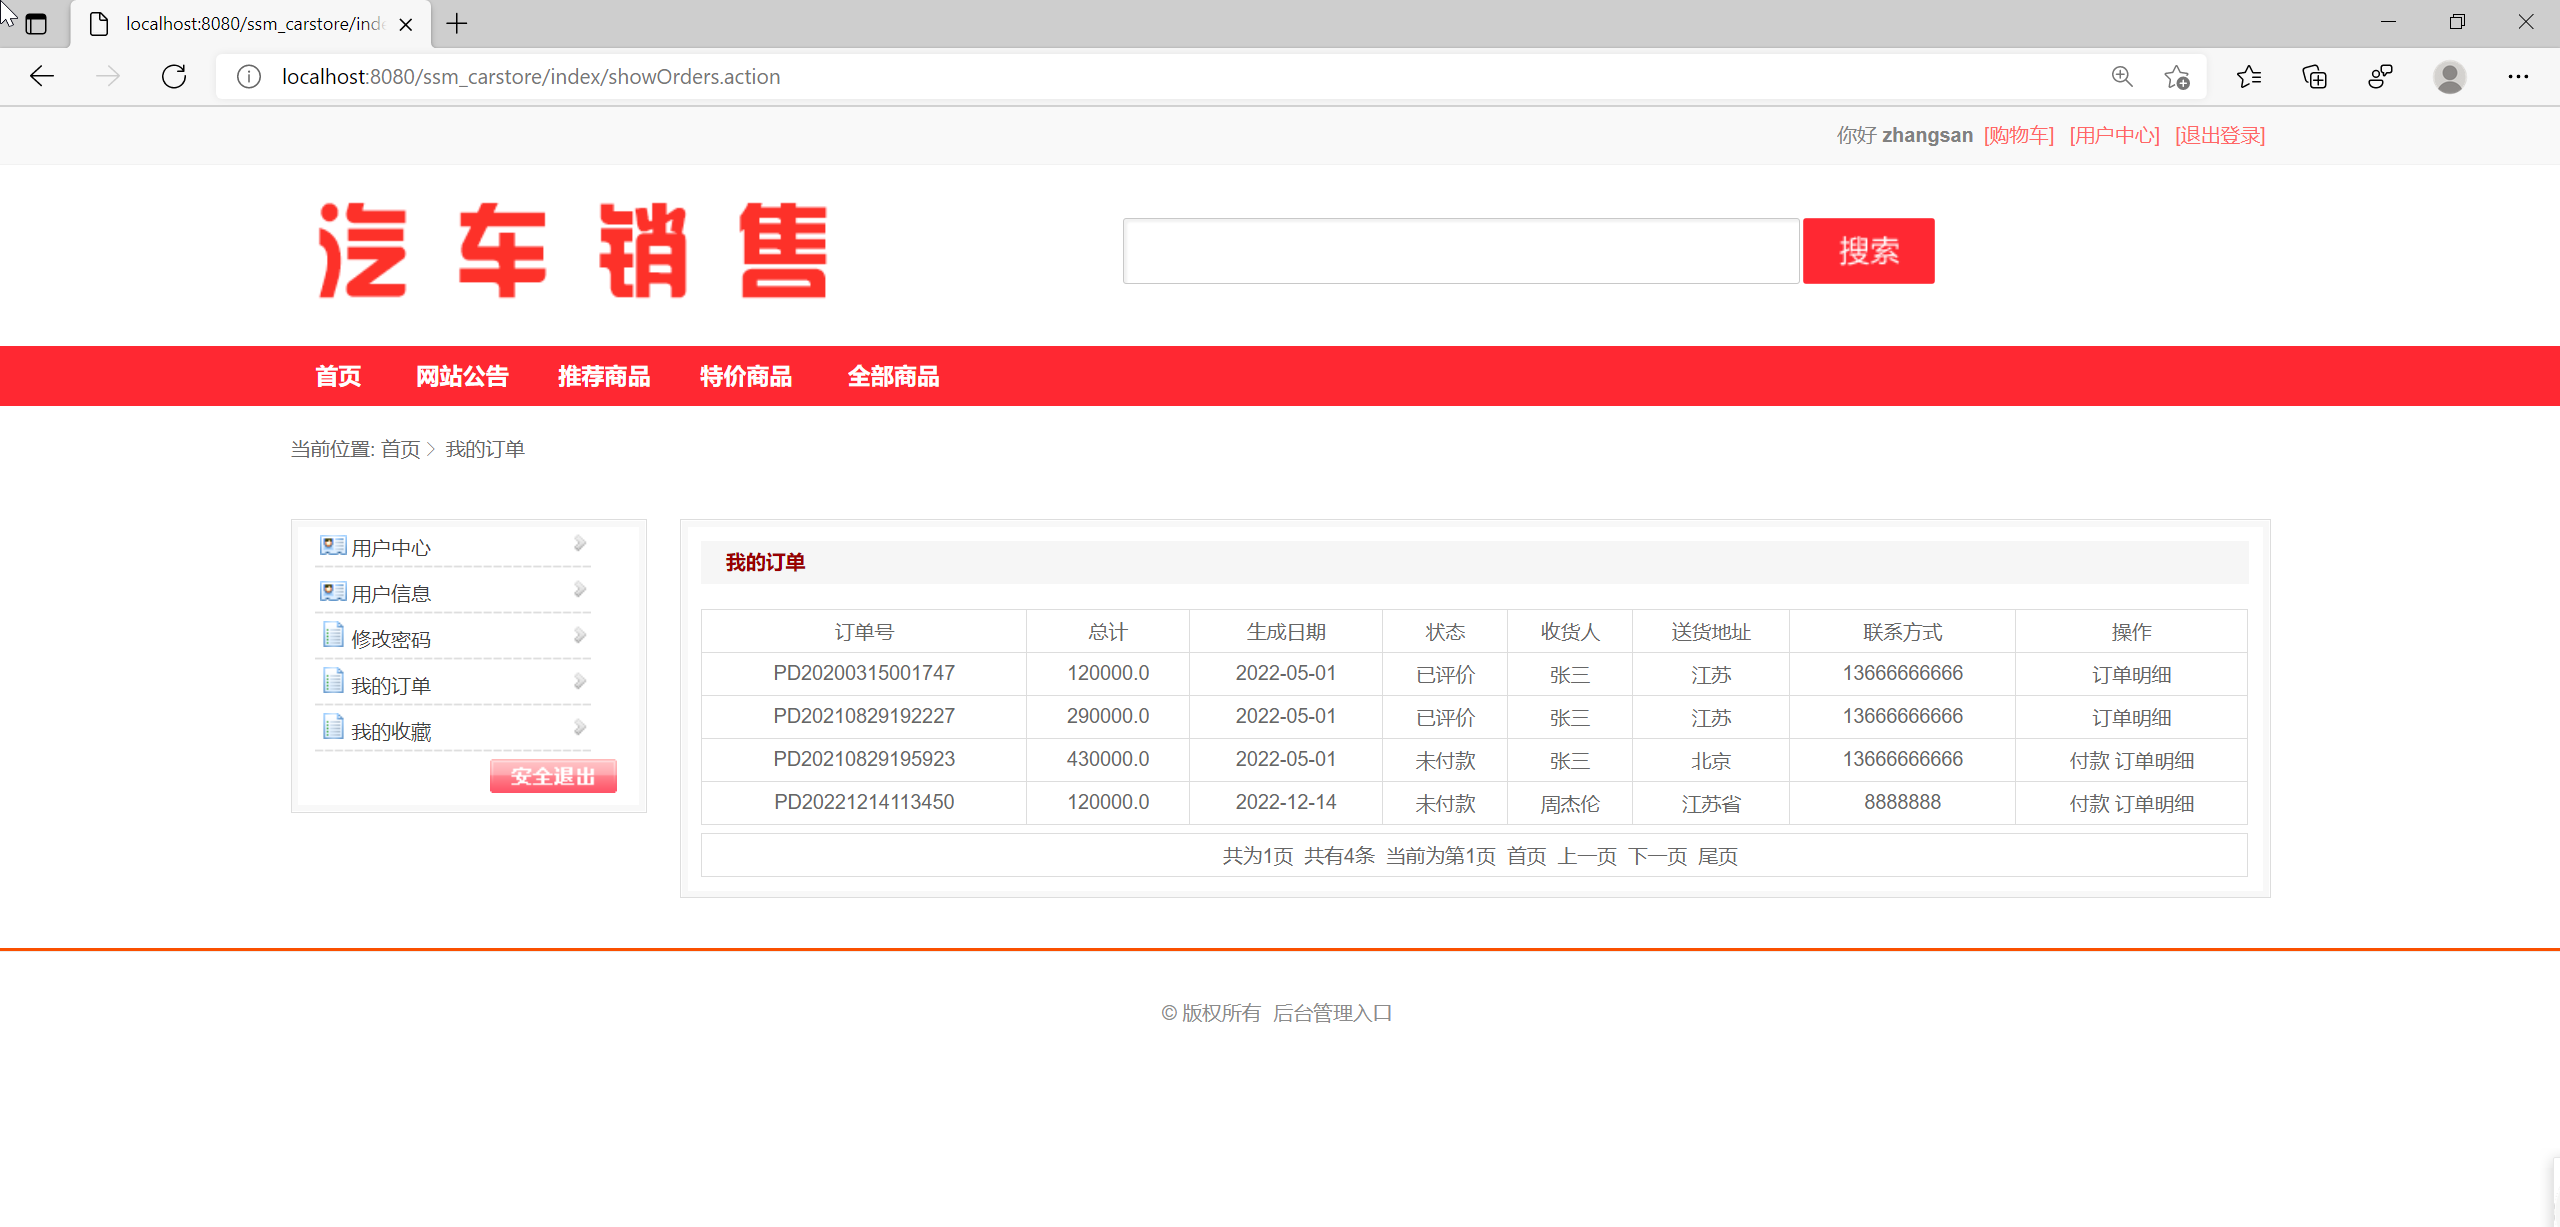 localhost:8080/ssm_carstore/inde
localhost:8080/ssm_carstore/index/showOrders.action
你好 zhangsan [购物车] [用户中心] [退出登录]
汽车销售
搜索
首页 网站公告 推荐商品 特价商品 全部商品
当前位置: 首页 我的订单
用户中心
用户信息
修改密码
我的订单
我的收藏
安全退出
我的订单
订单号 总计 生成日期 状态 收货人 送货地址 联系方式 操作
PD20200315001747 120000.0 2022-05-01 已评价 张三 江苏 13666666666 订单明细
PD20210829192227 290000.0 2022-05-01 已评价 张三 江苏 13666666666 订单明细
PD20210829195923 430000.0 2022-05-01 未付款 张三 北京 13666666666 付款 订单明细
PD20221214113450 120000.0 2022-12-14 未付款 周杰伦 江苏省 8888888 付款 订单明细
共为1页 共有4条 当前为第1页 首页 上一页 下一页 尾页
© 版权所有 后台管理入口